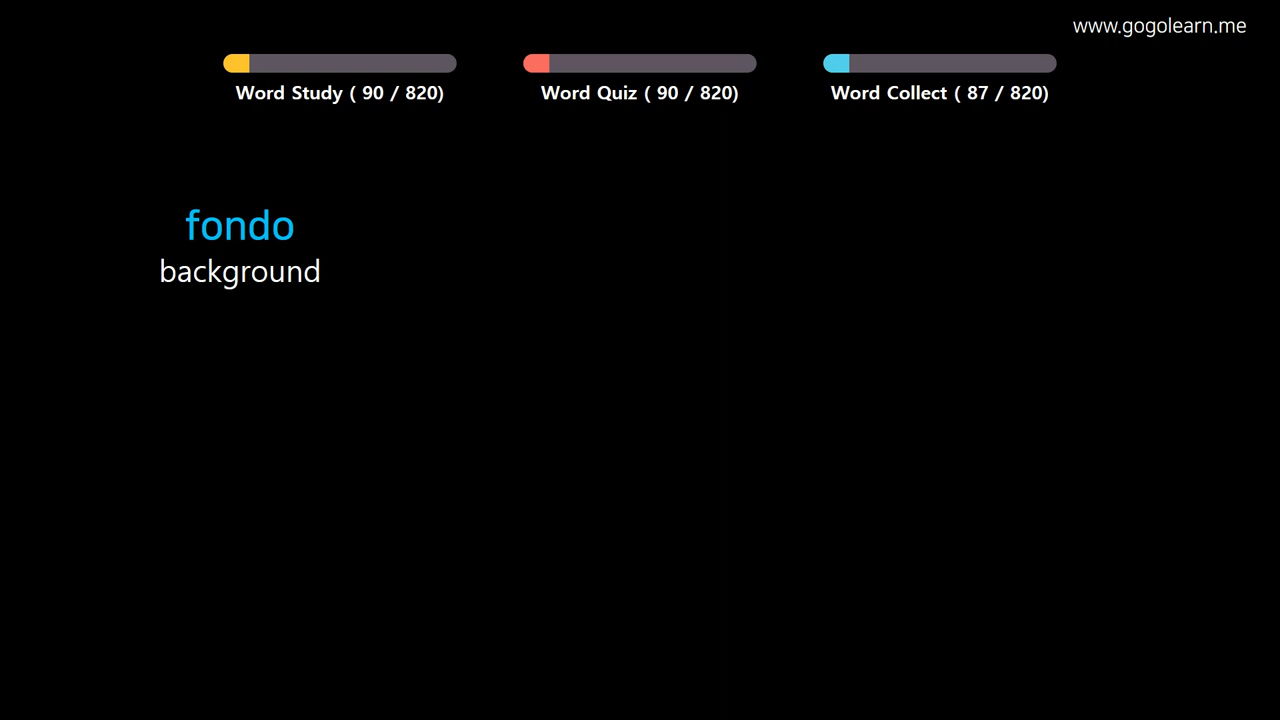 www.gogolearn.me
Word Study ( 90 / 820)
Word Quiz ( 90 / 820)
Word Collect ( 87 / 820)
fondo
background